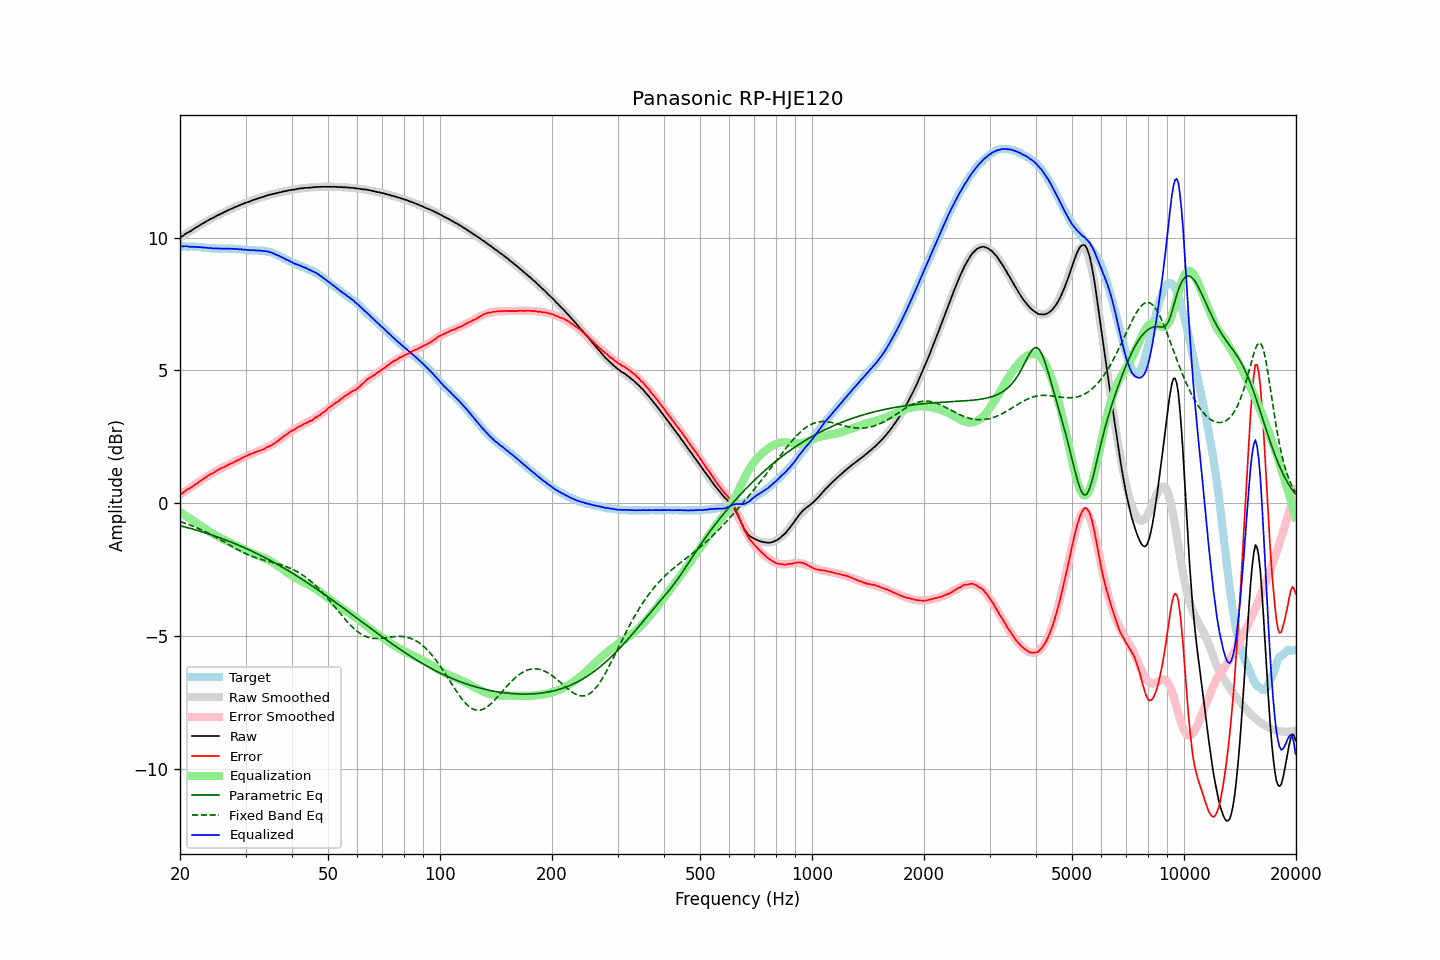 Panasonic RP-HJE120
Amplitude (dBr)
10
5
0
−5
−10
Target
Raw Smoothed
Error Smoothed
Raw
Error
Equalization
Parametric Eq
Fixed Band Eq
Equalized
20 50 100 200 500 1000 2000 5000 10000 20000
Frequency (Hz)